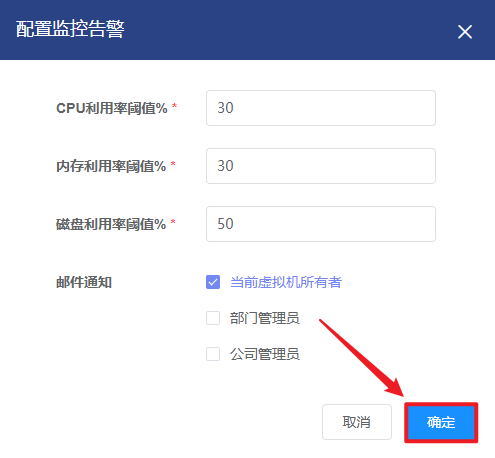 配置监控告警
CPU利用率阈值% * 30
内存利用率阈值% * 30
磁盘利用率阈值% * 50
邮件通知 当前虚拟机所有者
部门管理员
公司管理员
取消 确定